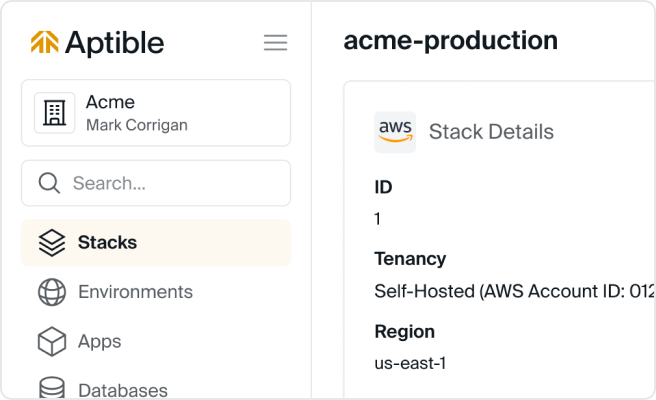 Aptible
Acme
Mark Corrigan
Search...
Stacks
Environments
Apps
Databases
acme-production
aws
Stack Details
ID
1
Tenancy
Self-Hosted (AWS Account ID: 012
Region
us-east-1